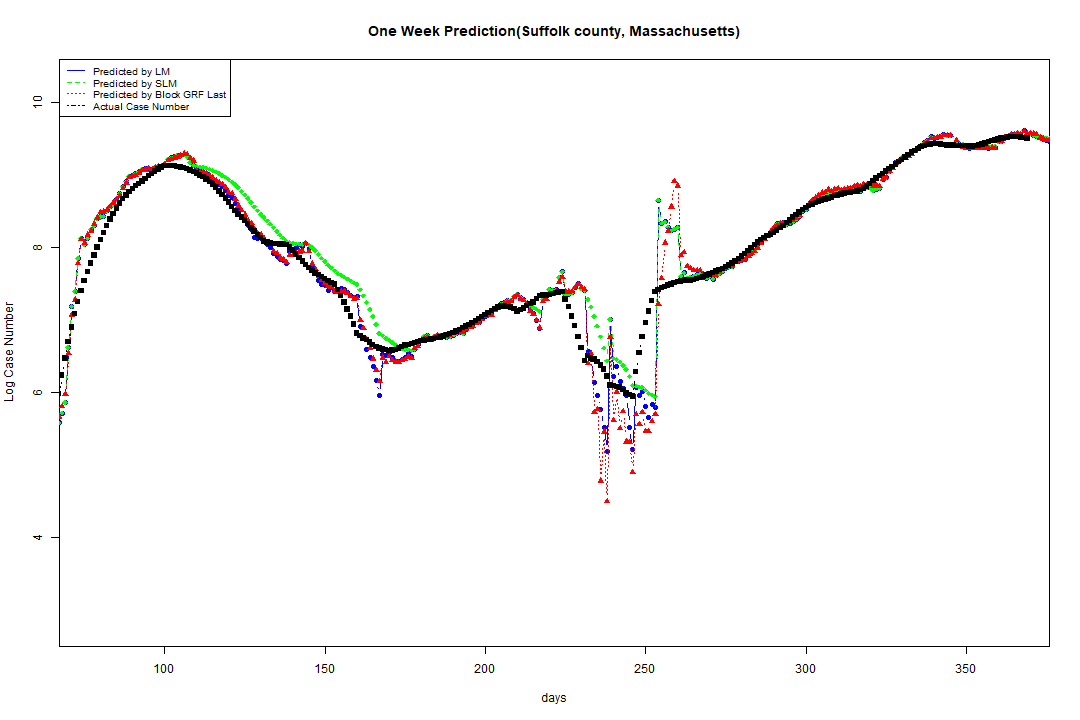 One Week Prediction(Suffolk county, Massachusetts)
Predicted by LM
Predicted by SLM
Predicted by Block GRF Last
Actual Case Number
10
8
6
4
Log Case Number
100 150 200 250 300 350
days